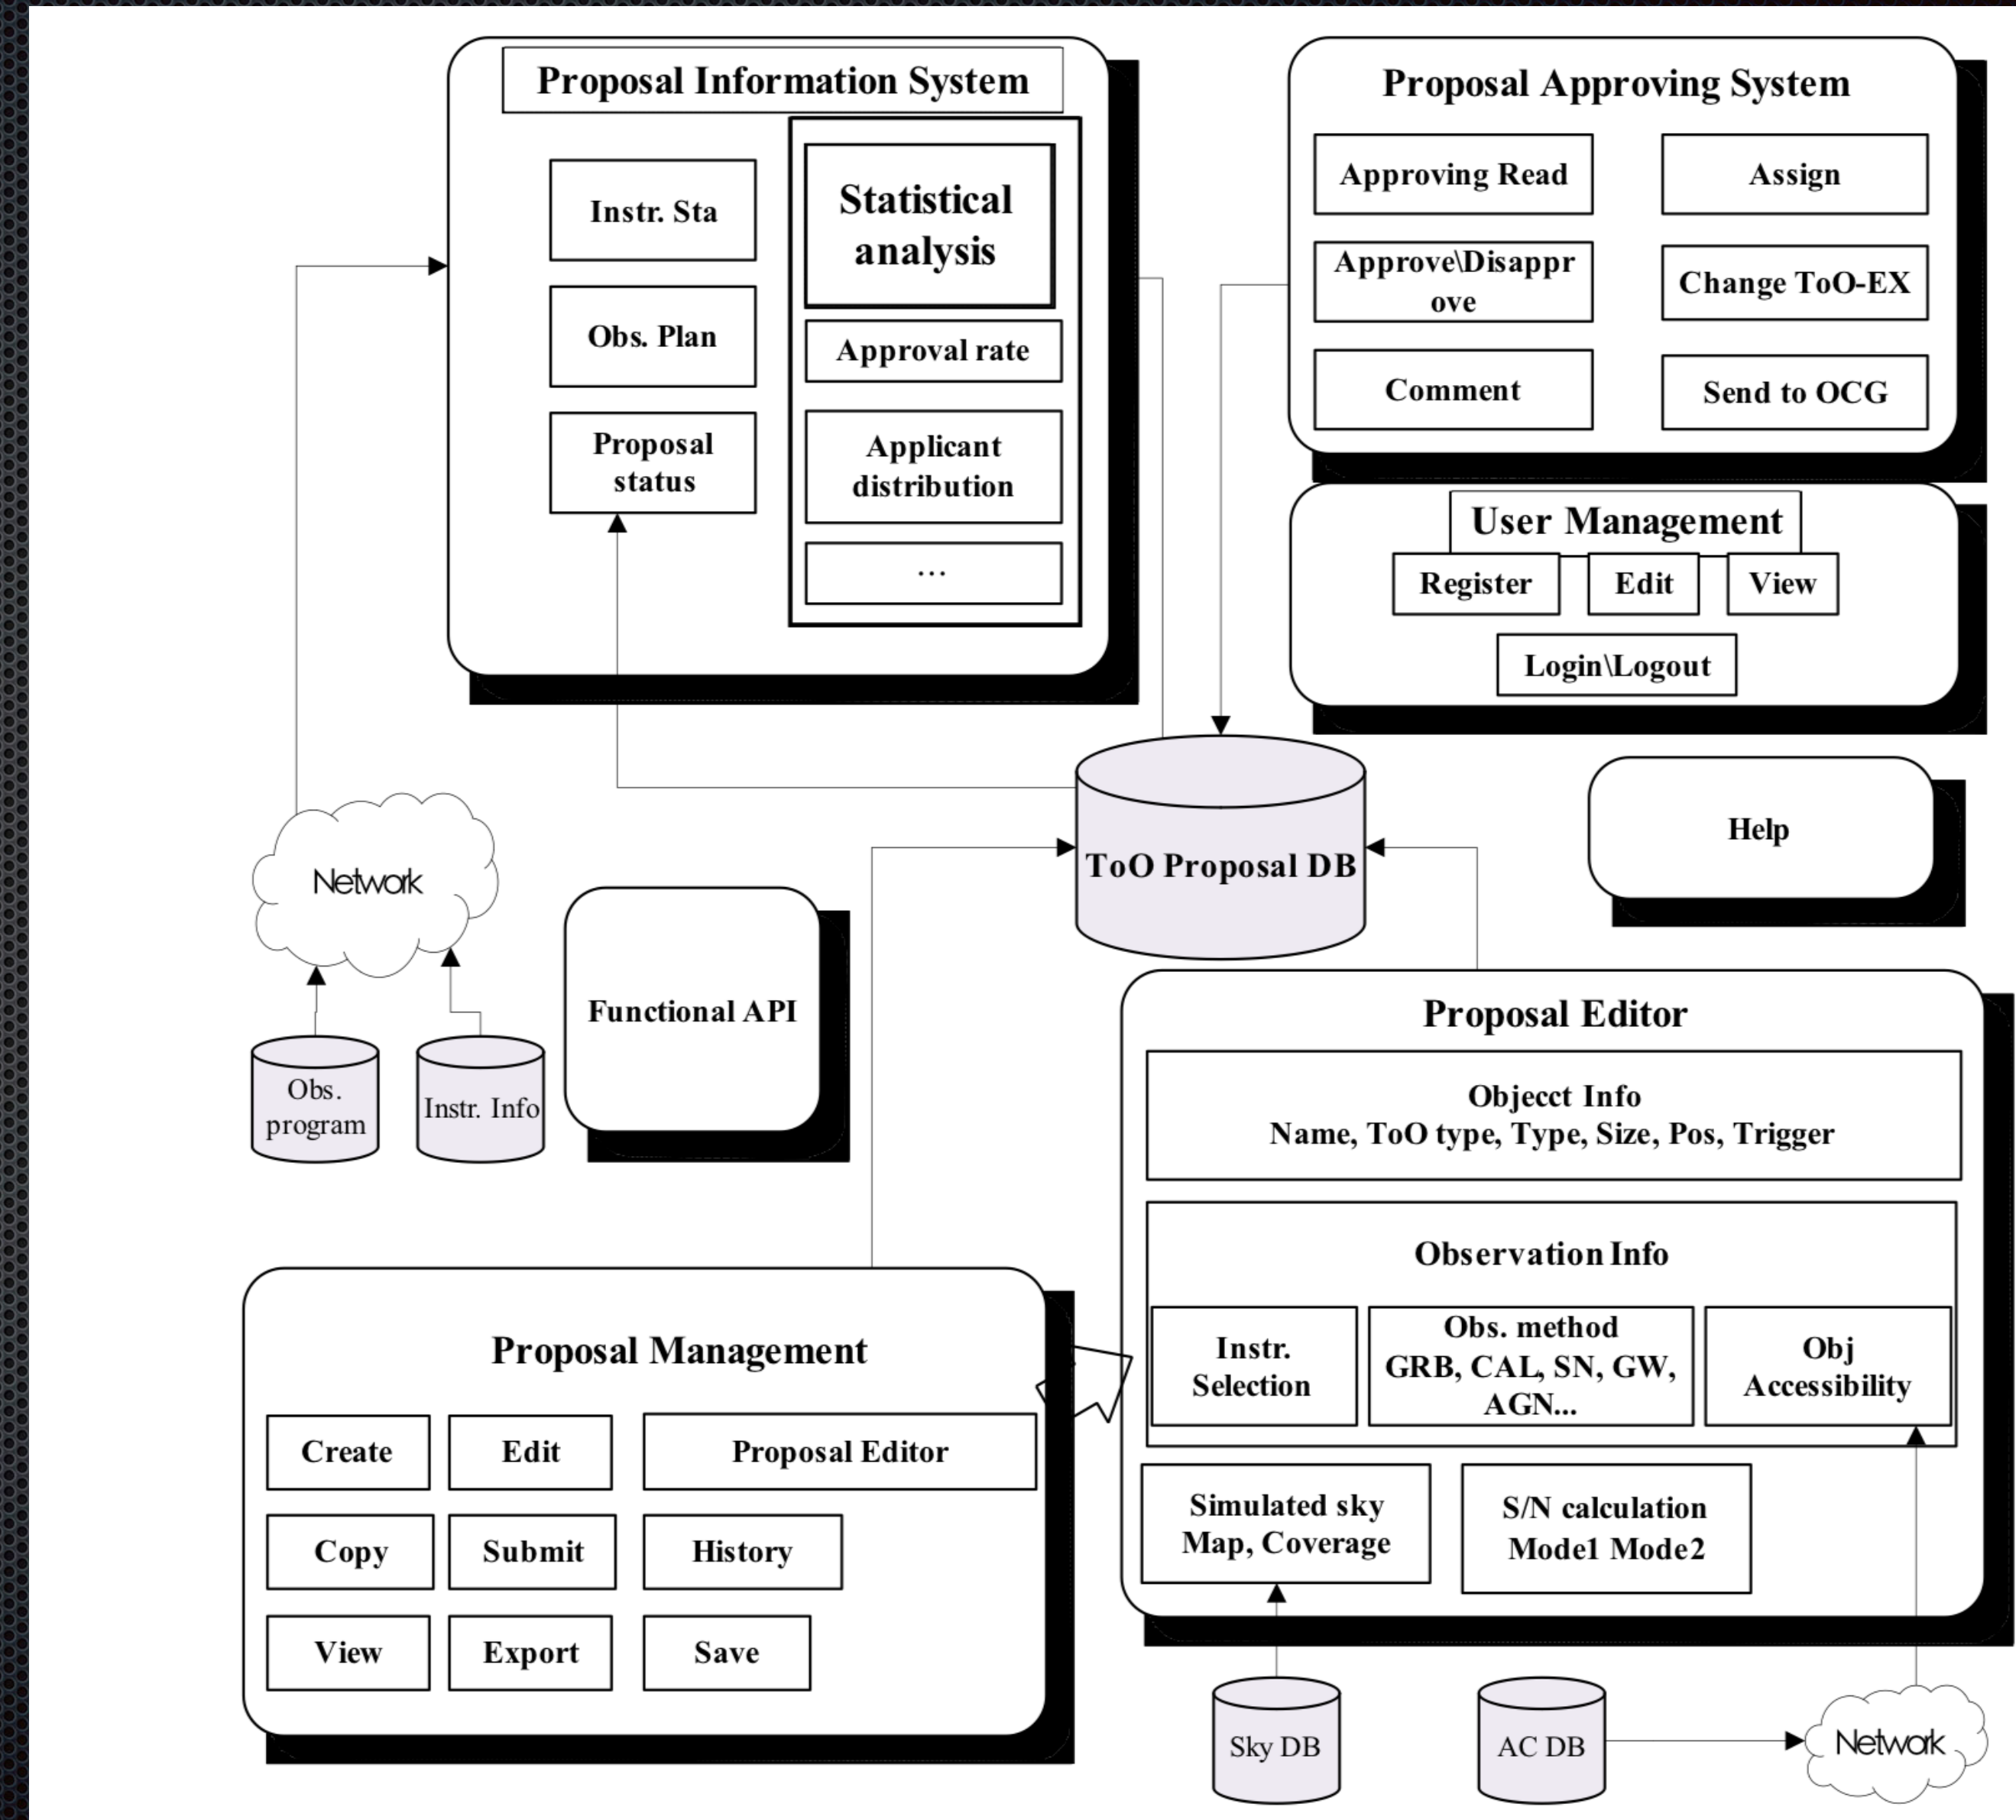 Proposal Information System
Instr. Sta
Obs. Plan
Proposal
status
Statistical
analysis
Approval rate
Applicant
distribution
...
Proposal Approving System
Approving Read
Assign
Approve\Disappr
ove
Change ToO-EX
Comment
Send to OCG
User Management
Register
Edit
View
Login\Logout
Help
ToO Proposal DB
Network
Obs.
program
Instr. Info
Functional API
Proposal Editor
Objecct Info
Name, ToO type, Type, Size, Pos, Trigger
Observation Info
Instr.
Selection
Obs. method
GRB, CAL, SN, GW,
AGN...
Obj
Accessibility
Simulated sky
Map, Coverage
S/N calculation
Mode1 Mode2
Proposal Management
Create
Edit
Proposal Editor
Copy
Submit
History
View
Export
Save
Sky DB
AC DB
Network